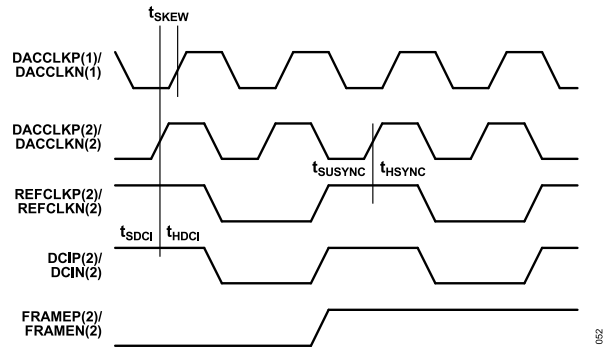 tSKEW
DACCLKP(1)/
DACCLKN(1)
DACCLKP(2)/
DACCLKN(2)
tSUSYNC
tHSYNC
REFCLKP(2)/
REFCLKN(2)
tSDCI
tHDCI
DCIP(2)/
DCIN(2)
FRAMEP(2)/
FRAMEN(2)
052